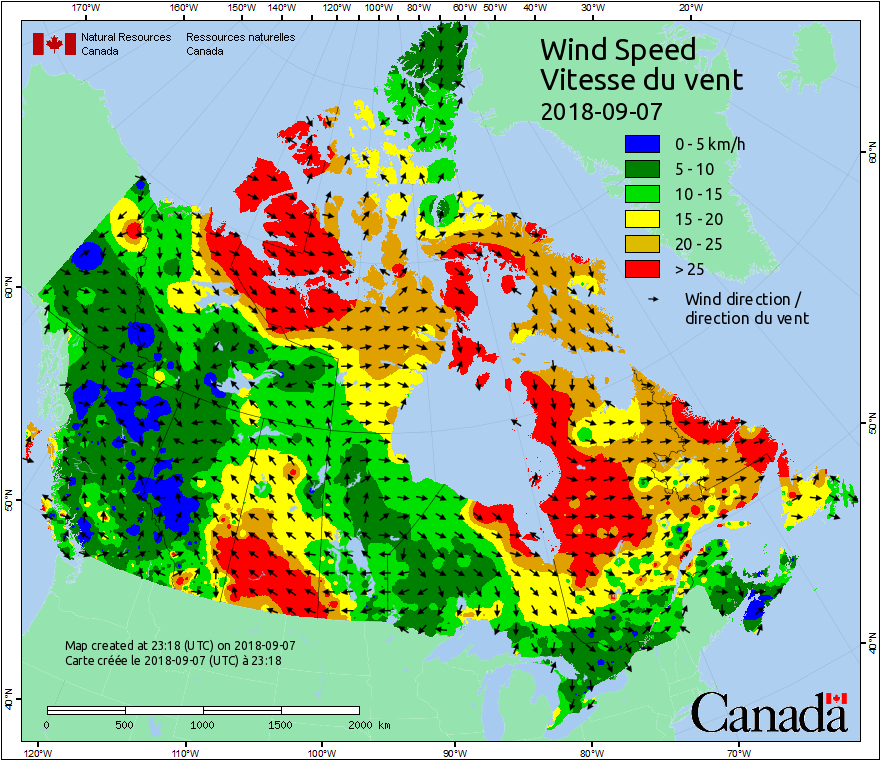 170°W 160°W 150°W 140°W 130°W 120°W 110°W 100°W 90°W 80°W 70°W 60°W 50°W 40°W 30°W 20°W
Natural Resources Ressources naturelles
Canada Canada
Wind Speed
Vitesse du vent
2018-09-07
0 - 5 km/h
5 - 10
10 - 15
15 - 20
20 - 25
> 25
Wind direction /
direction du vent
60°N
60°N
50°N
50°N
40°N
40°N
Map created at 23:18 (UTC) on 2018-09-07
Carte créée le 2018-09-07 (UTC) à 23:18
0 500 1000 1500 2000 km
Canada
120°W 110°W 100°W 90°W 80°W 70°W